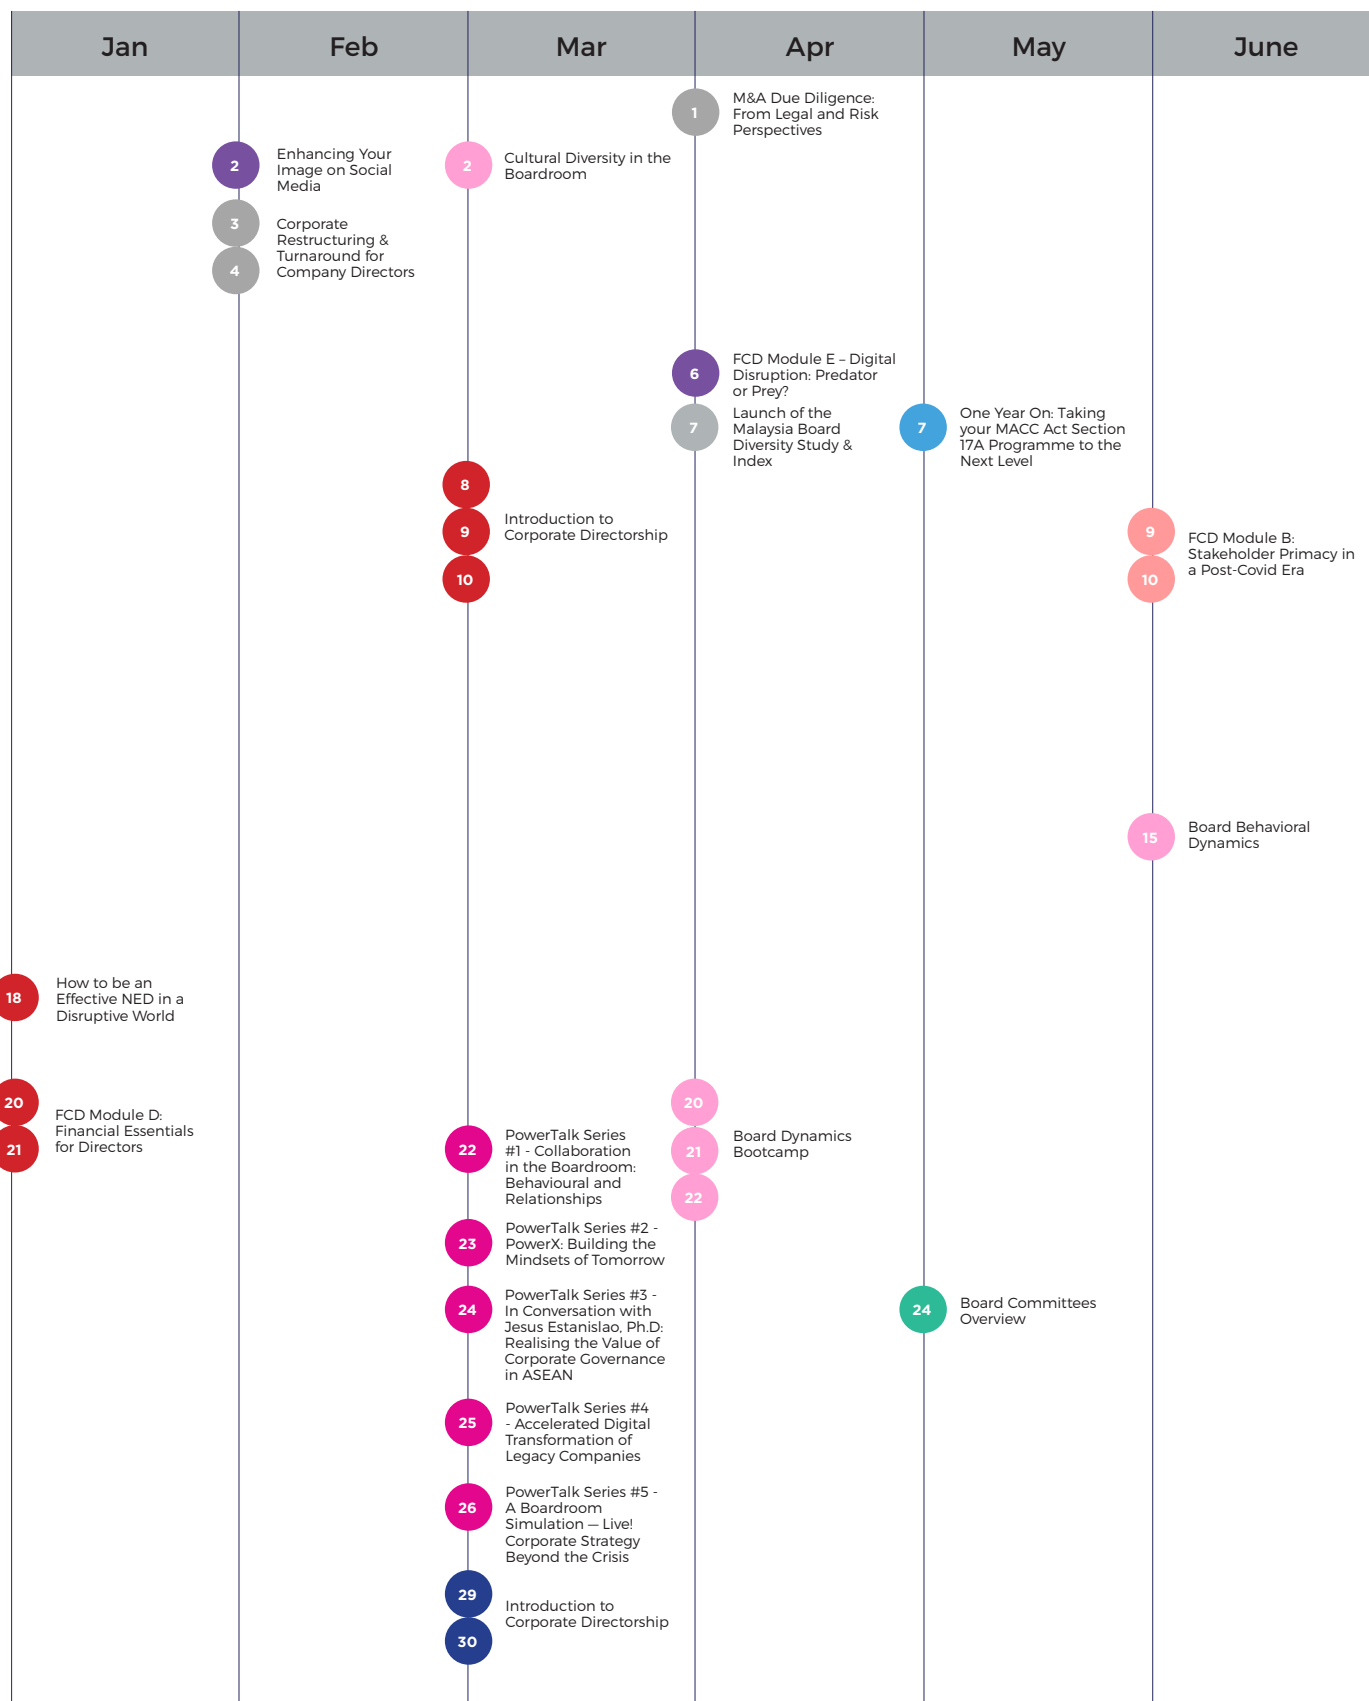 Jan
Feb
Mar
Apr
May
June
18
How to be an
Effective NED in a
Disruptive World
20
21
FCD Module D:
Financial Essentials
for Directors
2
Enhancing Your
Image on Social
Media
3
4
Corporate
Restructuring &
Turnaround for
Company Directors
2
Cultural Diversity in the
Boardroom
8
9
10
Introduction to
Corporate Directorship
22
PowerTalk Series
#1 - Collaboration
in the Boardroom:
Behavioural and
Relationships
23
PowerTalk Series #2 -
PowerX: Building the
Mindsets of Tomorrow
24
PowerTalk Series #3 -
In Conversation with
Jesus Estanislao, Ph.D:
Realising the Value of
Corporate Governance
in ASEAN
25
PowerTalk Series #4
- Accelerated Digital
Transformation of
Legacy Companies
26
PowerTalk Series #5 -
A Boardroom
Simulation — Live!
Corporate Strategy
Beyond the Crisis
29
30
Introduction to
Corporate Directorship
1
M&A Due Diligence:
From Legal and Risk
Perspectives
6
FCD Module E – Digital
Disruption: Predator
or Prey?
7
Launch of the
Malaysia Board
Diversity Study &
Index
20
21
22
Board Dynamics
Bootcamp
7
One Year On: Taking
your MACC Act Section
17A Programme to the
Next Level
24
Board Committees
Overview
9
10
FCD Module B:
Stakeholder Primacy in
a Post-Covid Era
15
Board Behavioral
Dynamics